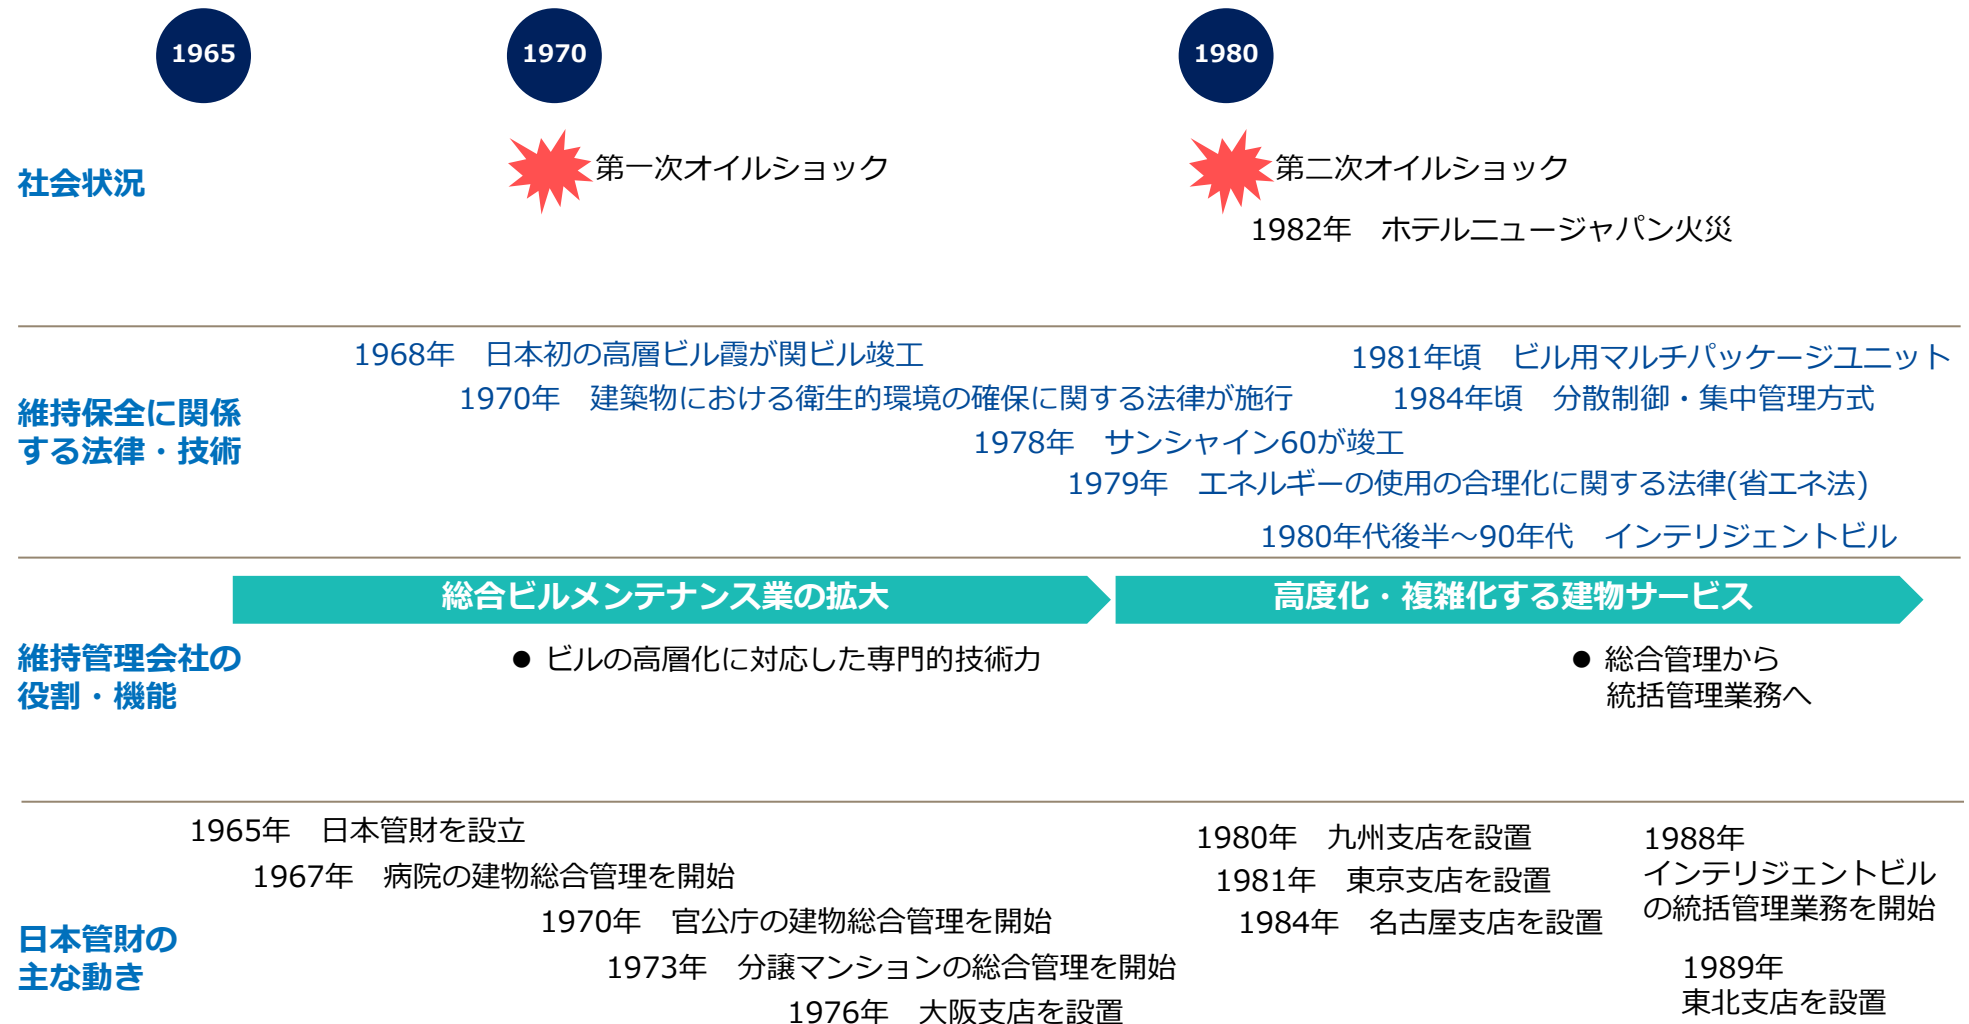 1965
1970
1980
社会状況
第一次オイルショック
第二次オイルショック
1982年　ホテルニュージャパン火災
維持保全に関係
する法律・技術
1968年　日本初の高層ビル霞が関ビル竣工
1970年　建築物における衛生的環境の確保に関する法律が施行
1978年　サンシャイン60が竣工
1979年　エネルギーの使用の合理化に関する法律(省エネ法)
1981年頃　ビル用マルチパッケージユニット
1984年頃　分散制御・集中管理方式
1980年代後半～90年代　インテリジェントビル
維持管理会社の
役割・機能
総合ビルメンテナンス業の拡大
高度化・複雑化する建物サービス
● ビルの高層化に対応した専門的技術力
● 総合管理から
統括管理業務へ
日本管財の
主な動き
1965年　日本管財を設立
1967年　病院の建物総合管理を開始
1970年　官公庁の建物総合管理を開始
1973年　分譲マンションの総合管理を開始
1976年　大阪支店を設置
1980年　九州支店を設置
1981年　東京支店を設置
1984年　名古屋支店を設置
1988年
インテリジェントビル
の統括管理業務を開始
1989年
東北支店を設置